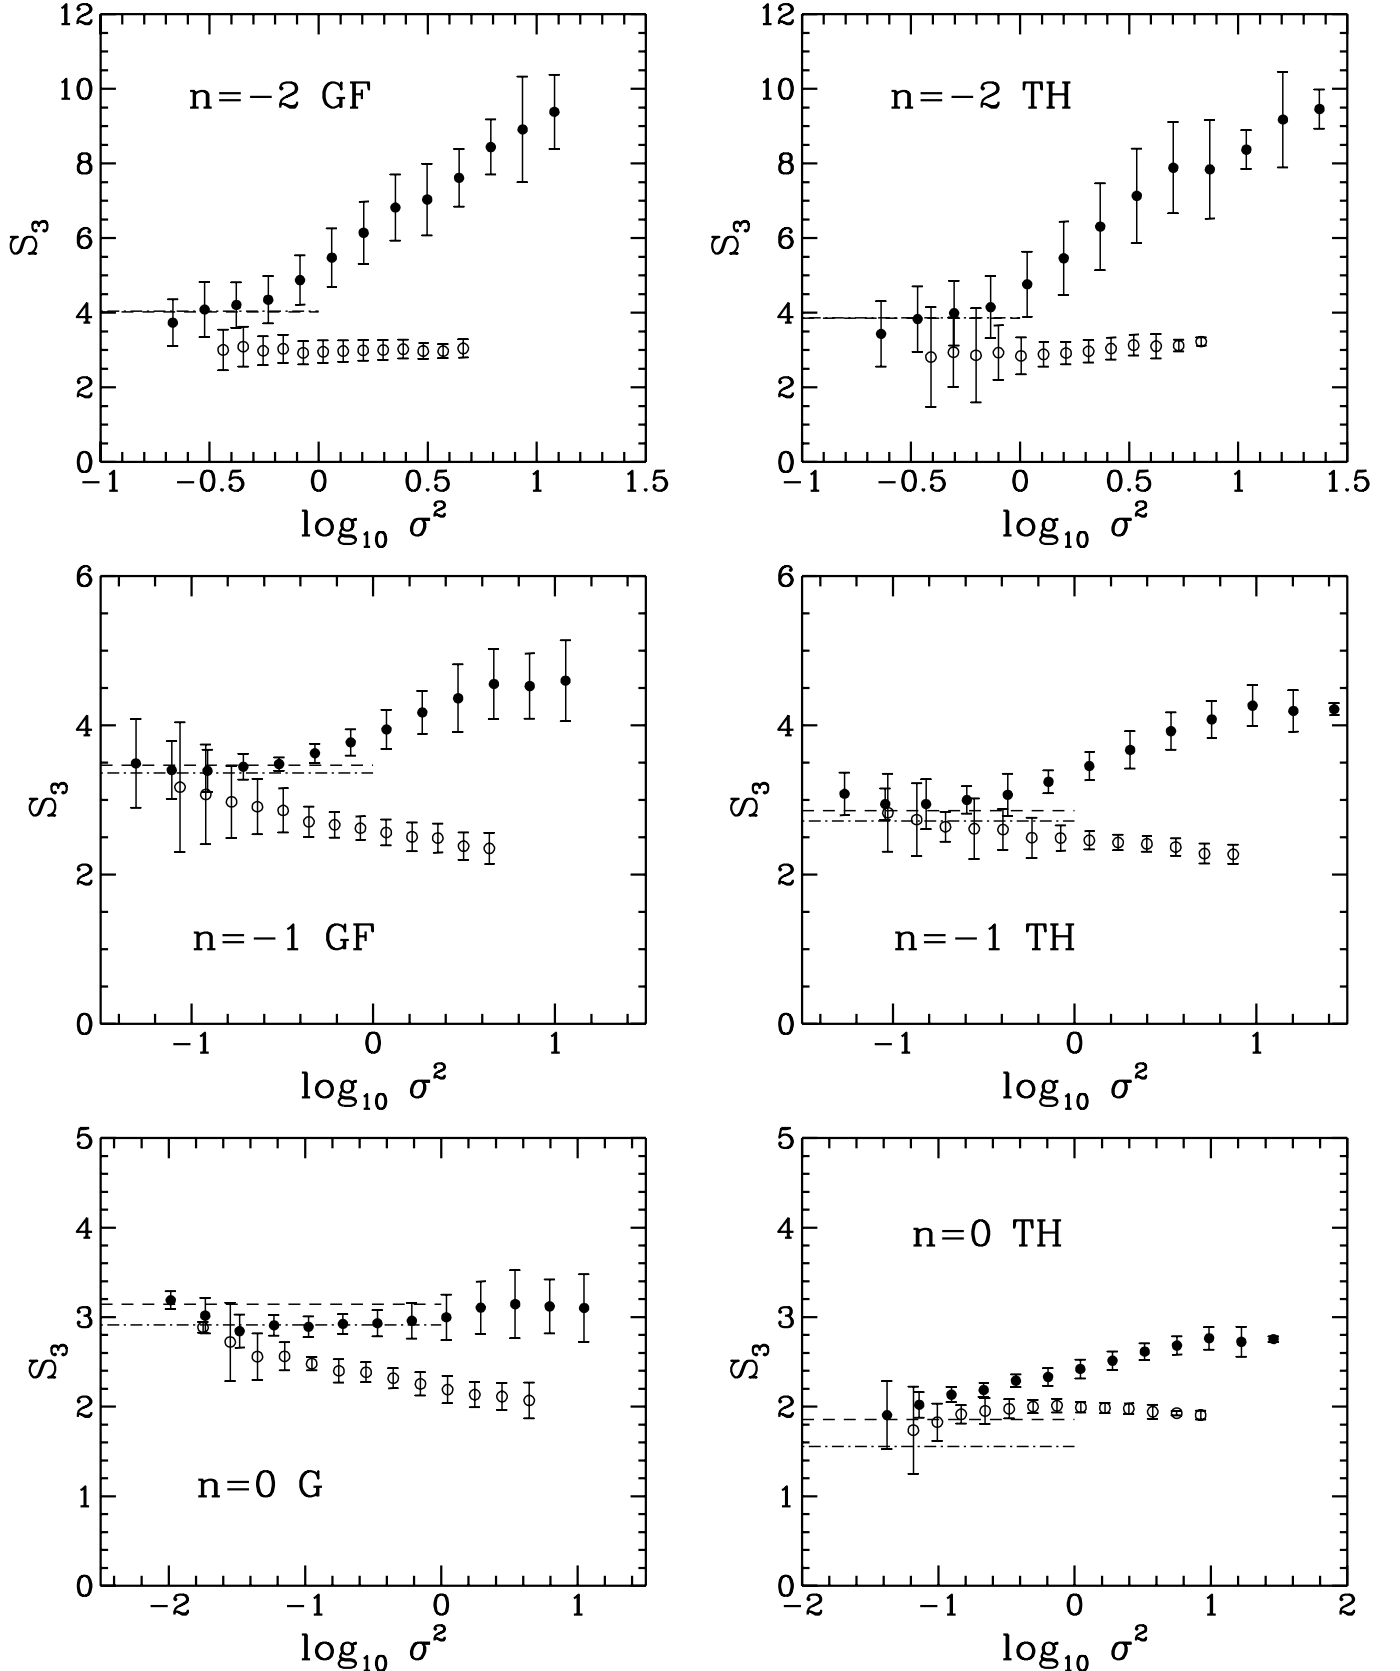 12
10
8
6
4
2
0
S₃
n=−2 GF
−1 −0.5 0 0.5 1 1.5
log₁₀ σ²
12
10
8
6
4
2
0
S₃
n=−2 TH
−1 −0.5 0 0.5 1 1.5
log₁₀ σ²
6
4
2
0
S₃
n=−1 GF
−1 0 1
log₁₀ σ²
6
4
2
0
S₃
n=−1 TH
−1 0 1
log₁₀ σ²
5
4
3
2
1
0
S₃
n=0 G
−2 −1 0 1
log₁₀ σ²
5
4
3
2
1
0
S₃
n=0 TH
−2 −1 0 1 2
log₁₀ σ²